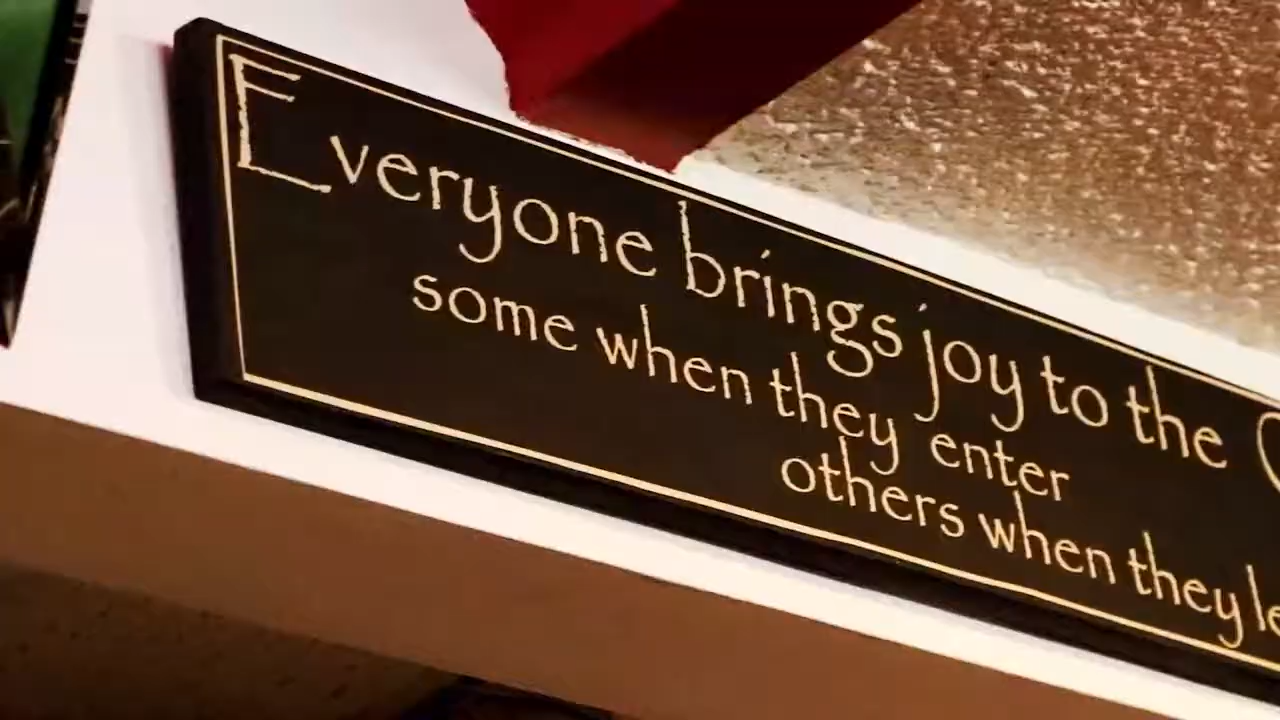 Everyone brings joy to the
some when they enter
others when they